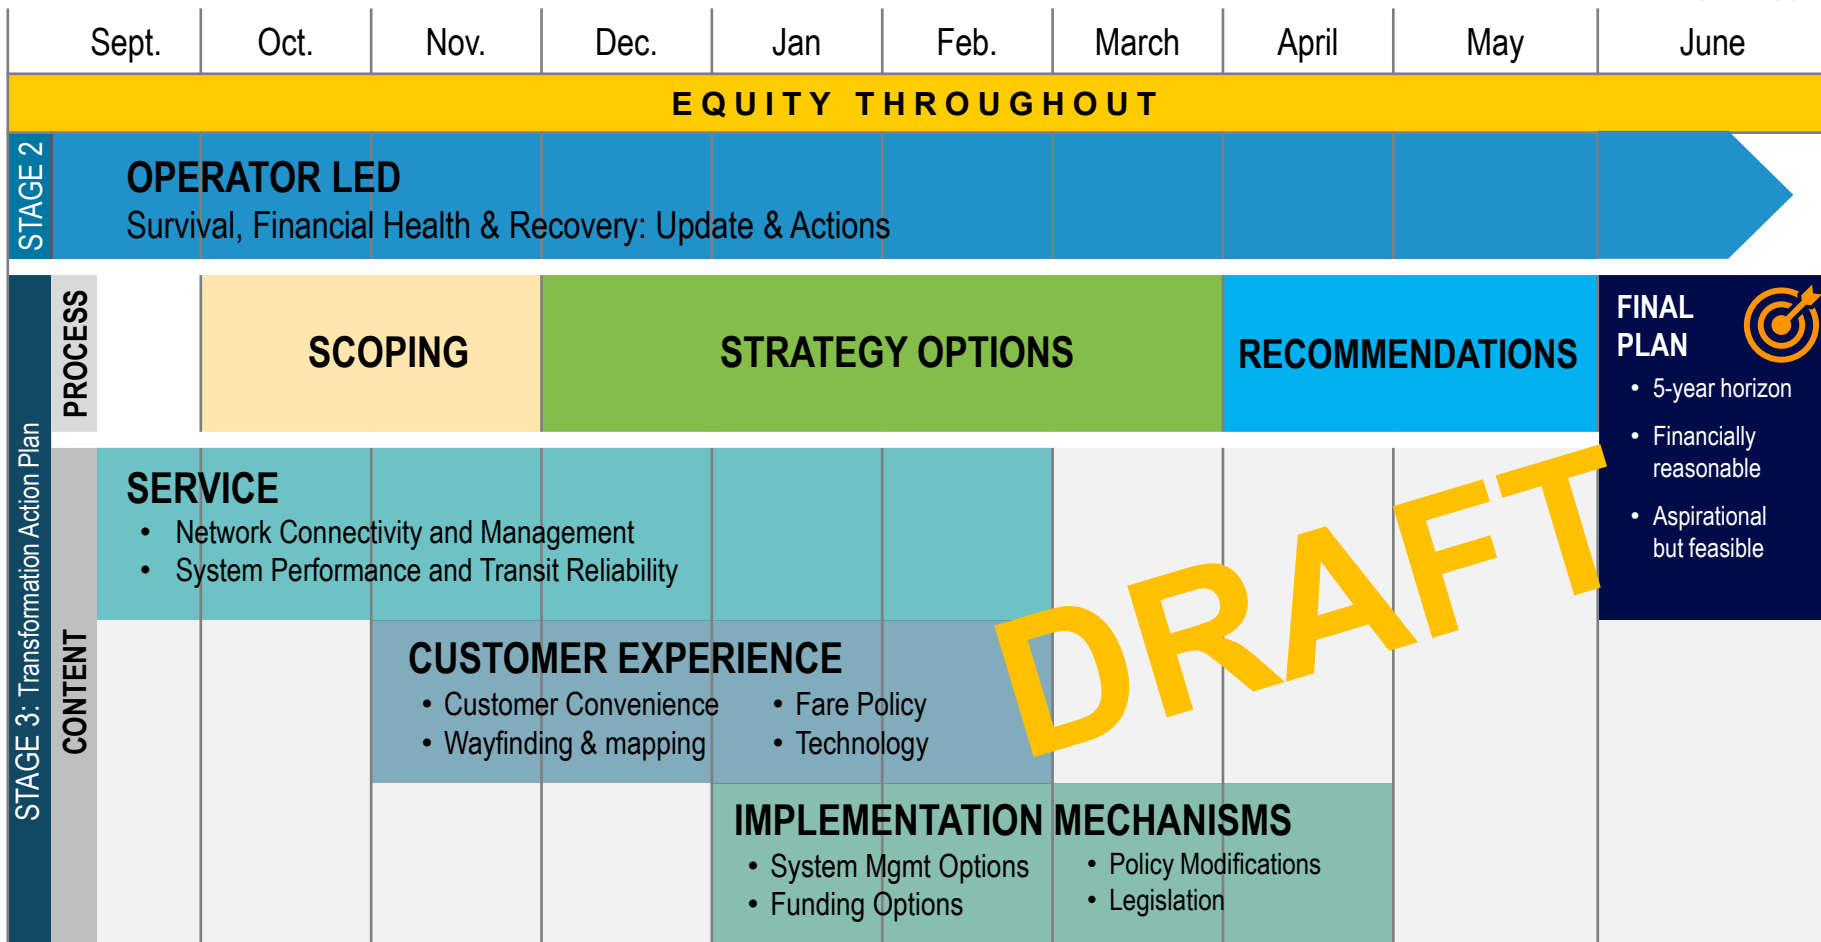 Sept. Oct. Nov. Dec. Jan Feb. March April May June
EQUITY THROUGHOUT
STAGE 2
OPERATOR LED
Survival, Financial Health & Recovery: Update & Actions
STAGE 3: Transformation Action Plan
PROCESS
SCOPING
STRATEGY OPTIONS
RECOMMENDATIONS
FINAL
PLAN
• 5-year horizon
• Financially
reasonable
• Aspirational
but feasible
CONTENT
SERVICE
• Network Connectivity and Management
• System Performance and Transit Reliability
CUSTOMER EXPERIENCE
• Customer Convenience
• Wayfinding & mapping
• Fare Policy
• Technology
IMPLEMENTATION MECHANISMS
• System Mgmt Options
• Funding Options
• Policy Modifications
• Legislation
DRAFT